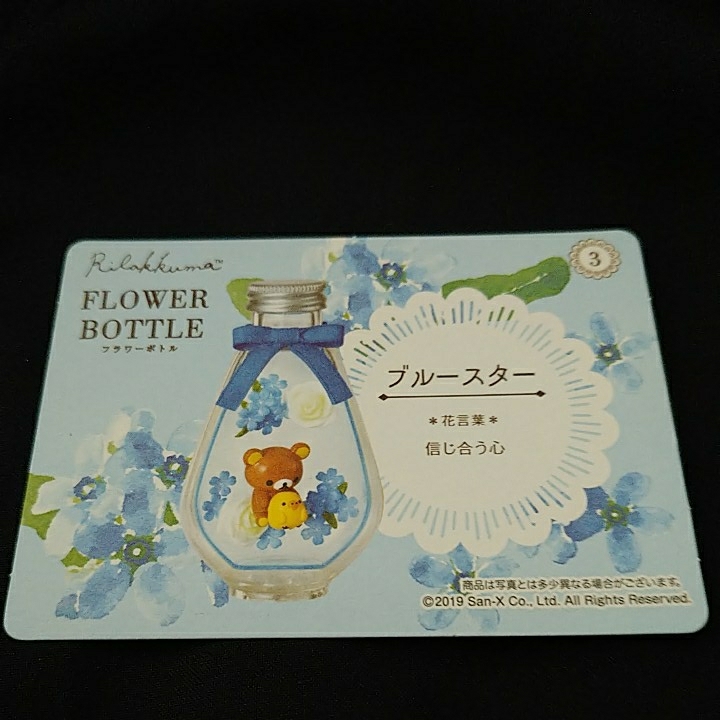 Rilakkuma™
FLOWER
BOTTLE
フラワーボトル
3
ブルースター
*花言葉*
信じ合う心
商品は写真とは多少異なる場合がございます。
©2019 San-X Co., Ltd. All Rights Reserved.